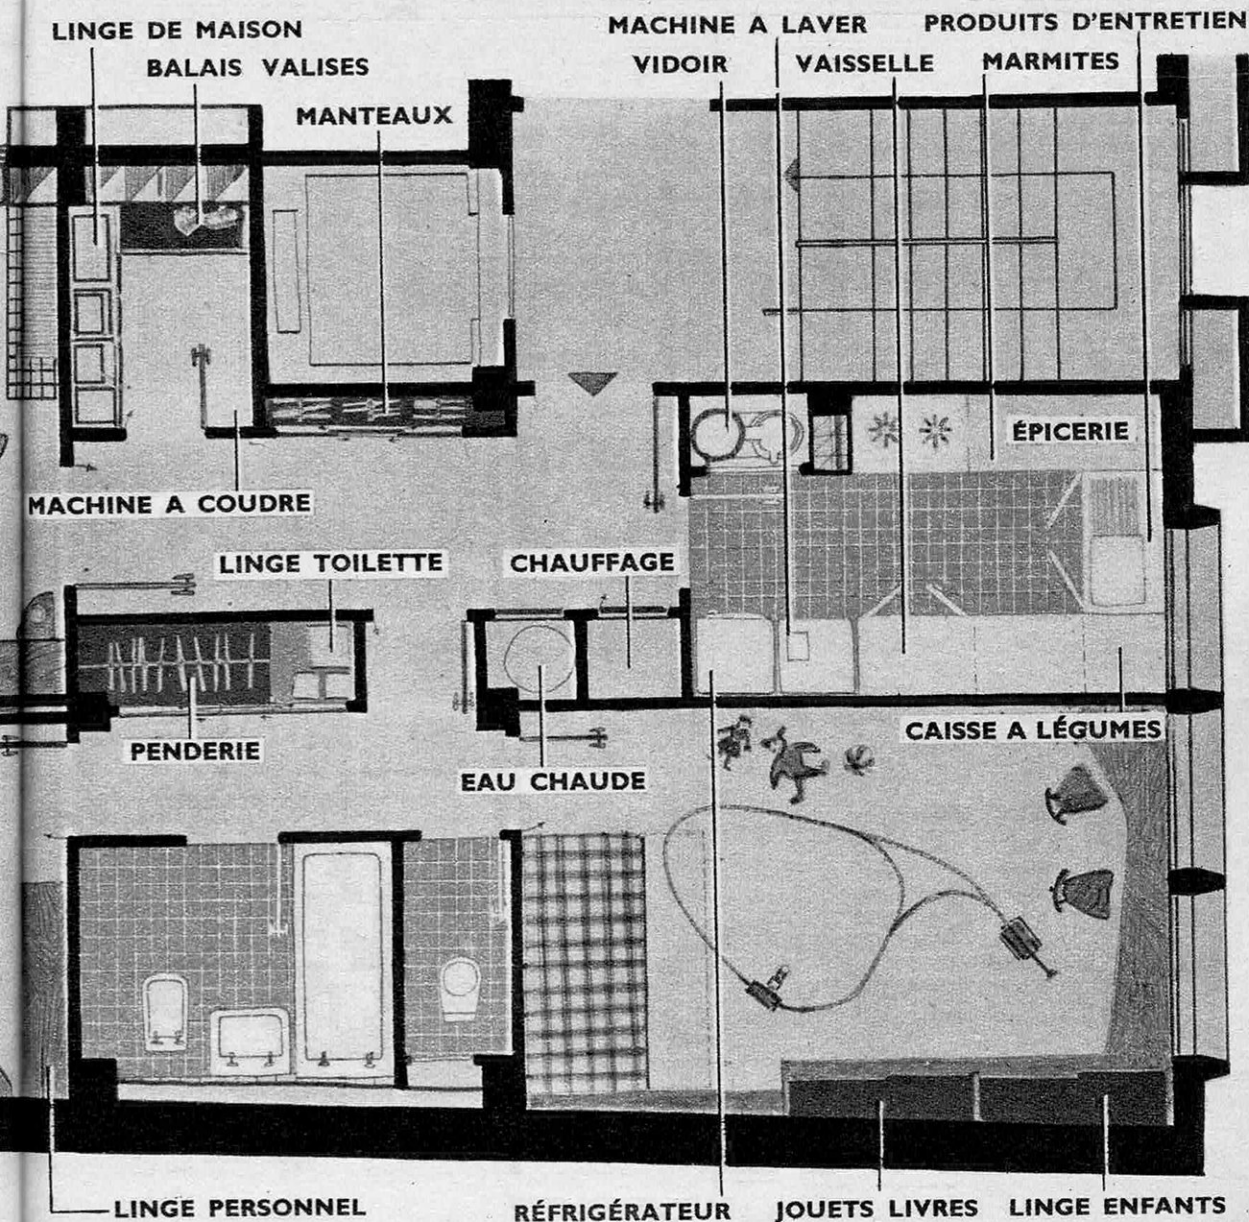 LINGE DE MAISON
MACHINE A LAVER
PRODUITS D'ENTRETIEN
BALAIS VALISES
VIDOIR
VAISSELLE
MARMITES
MANTEAUX
ÉPICERIE
MACHINE A COUDRE
LINGE TOILETTE
CHAUFFAGE
PENDERIE
CAISSE A LÉGUMES
EAU CHAUDE
LINGE PERSONNEL
RÉFRIGÉRATEUR
JOUETS LIVRES
LINGE ENFANTS